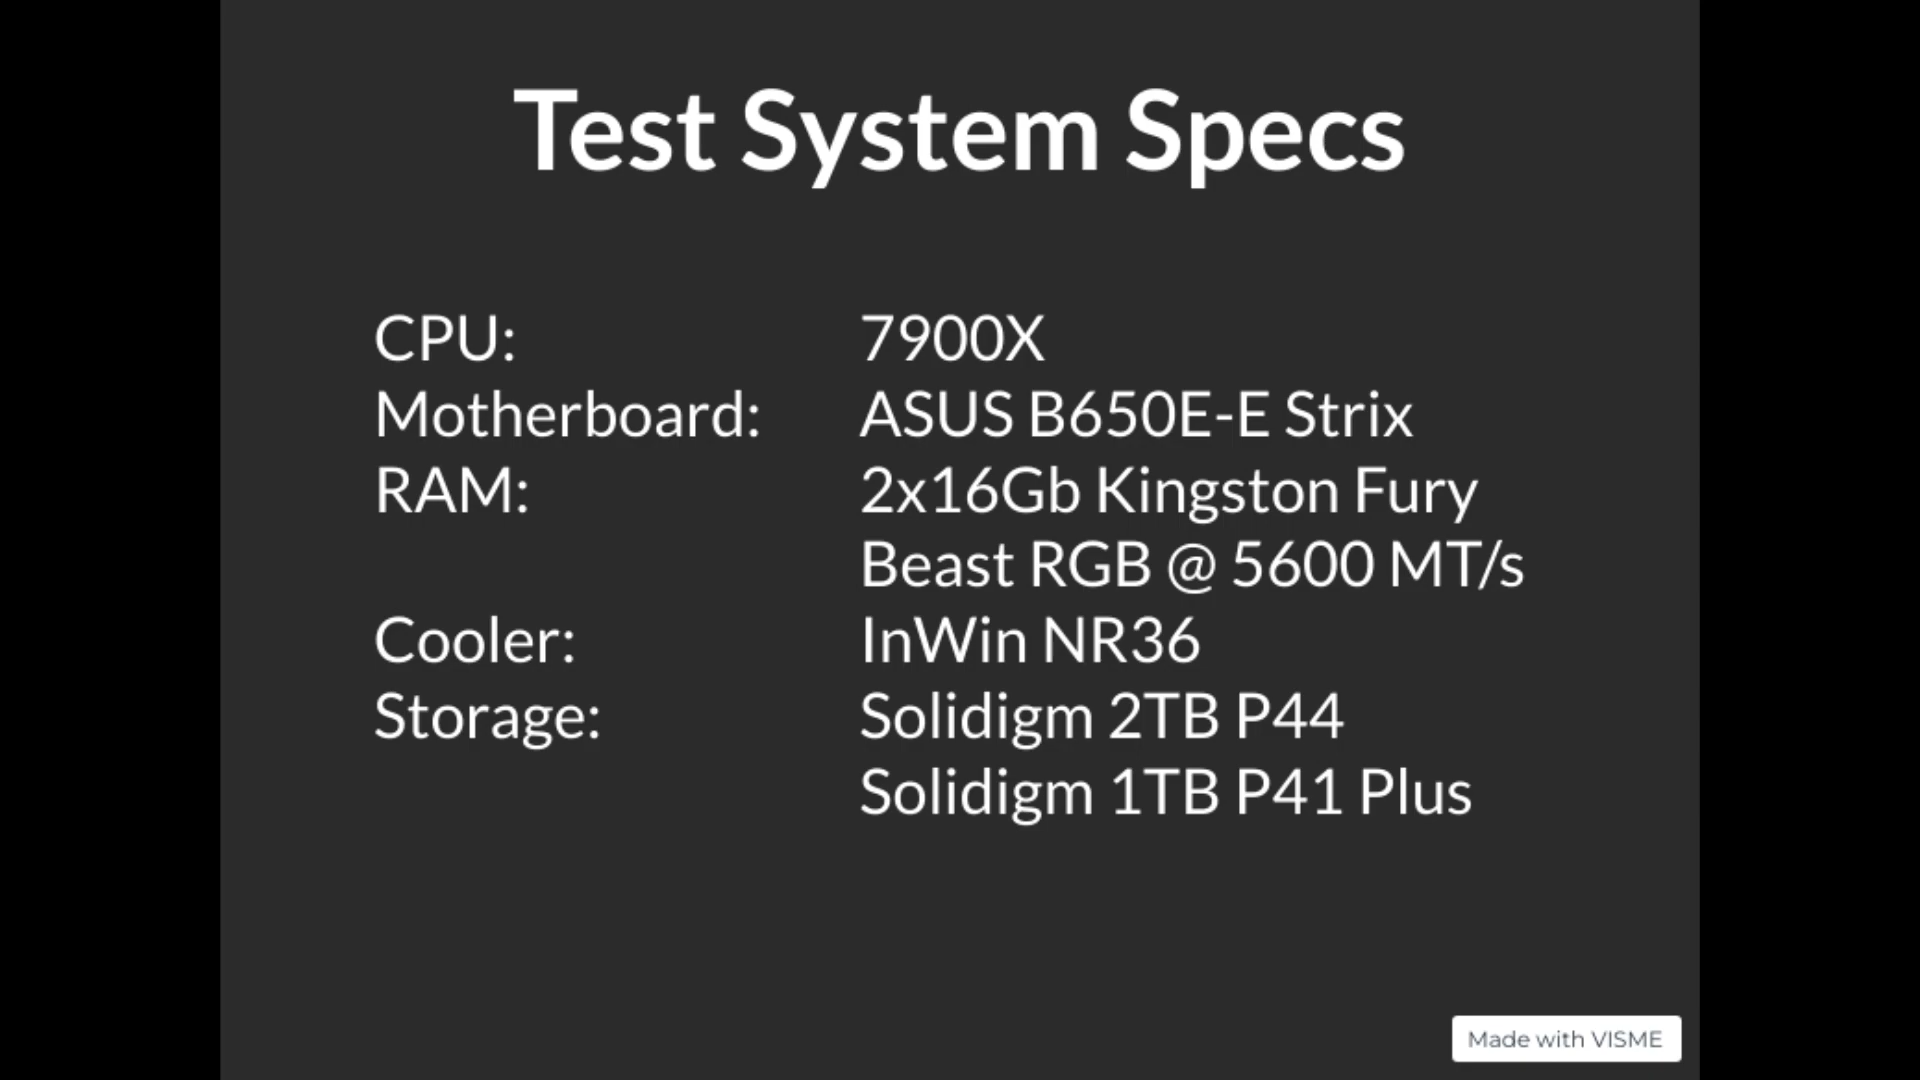 Test System Specs
CPU: 7900X
Motherboard: ASUS B650E-E Strix
RAM: 2x16Gb Kingston Fury
Beast RGB @ 5600 MT/s
Cooler: InWin NR36
Storage: Solidigm 2TB P44
Solidigm 1TB P41 Plus
Made with VISME